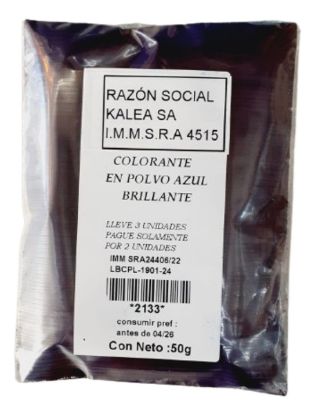 RAZÓN SOCIAL
KALEA SA
I.M.M.S.R.A 4515
COLORANTE
EN POLVO AZUL
BRILLANTE
LLEVE 3 UNIDADES
PAGUE SOLAMENTE
POR 2 UNIDADES
IMM SRA24406/22
LBCPL-1901-24
*2133*
consumir pref :
antes de 04/26
Con Neto :50g